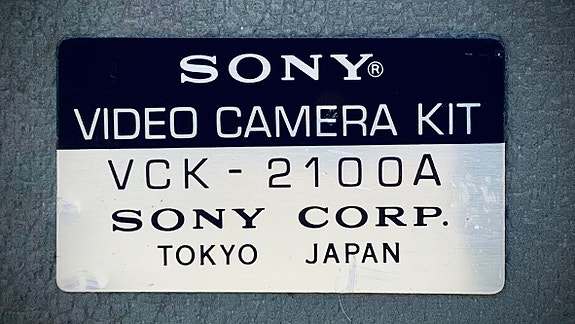 SONY®
VIDEO CAMERA KIT
VCK - 2100A
SONY CORP.
TOKYO JAPAN